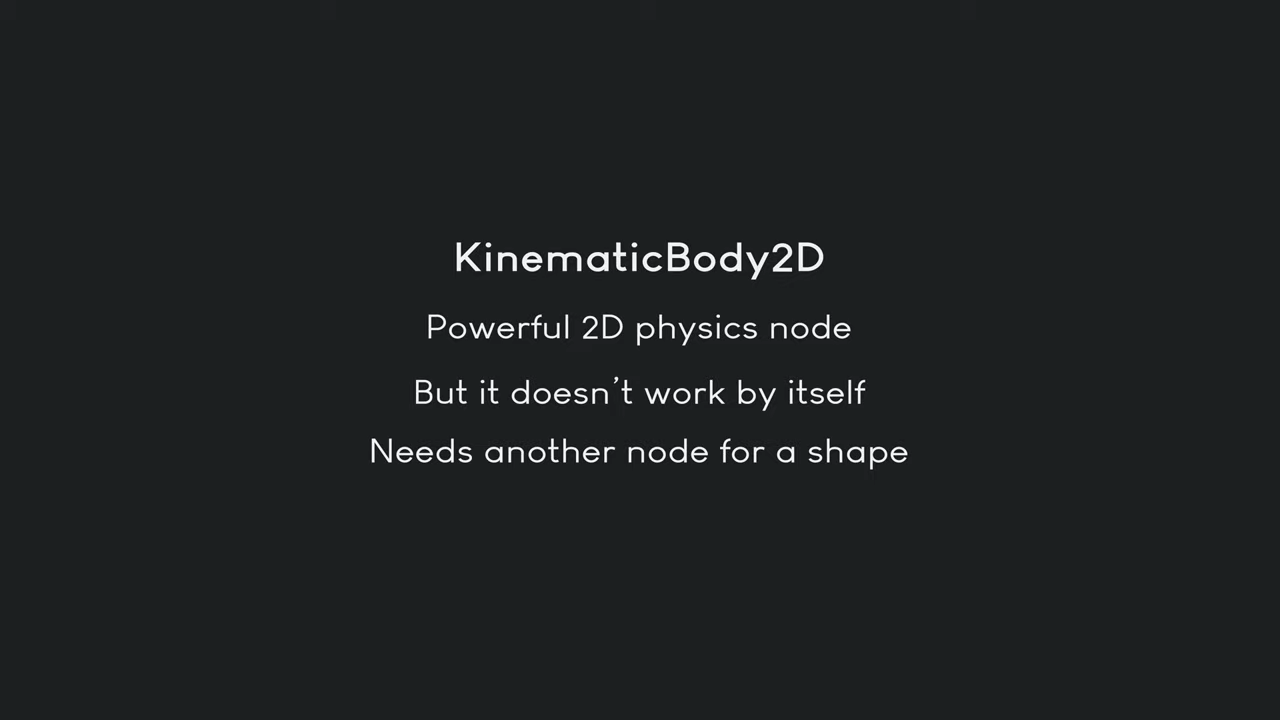 KinematicBody2D
Powerful 2D physics node
But it doesn’t work by itself
Needs another node for a shape